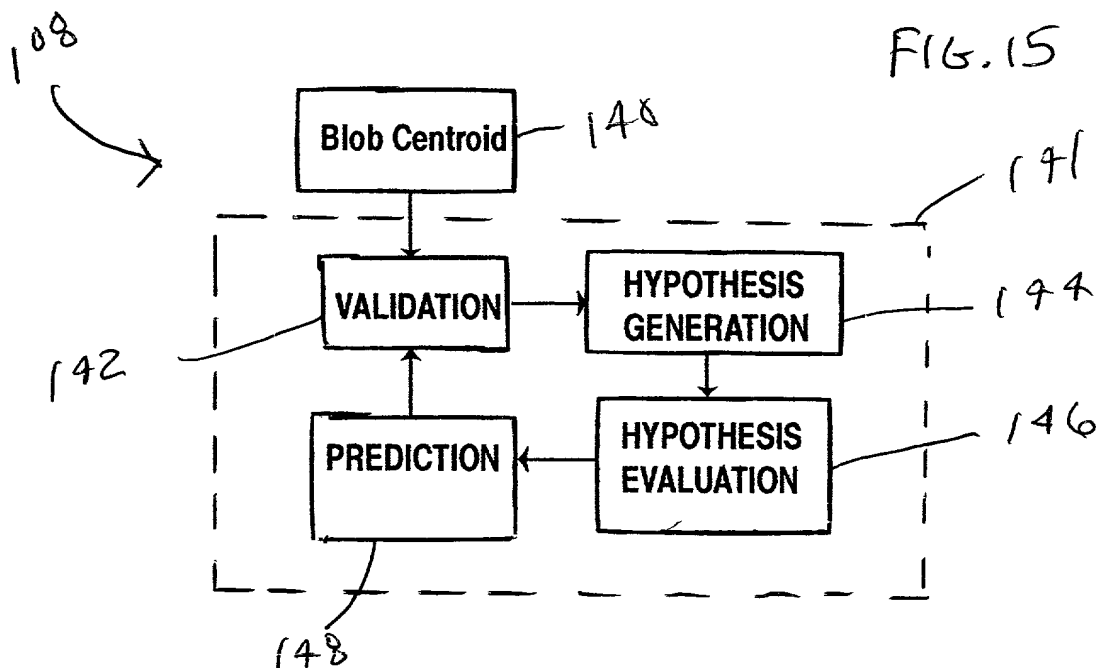 108
FIG. 15
Blob Centroid
140
141
VALIDATION
HYPOTHESIS
GENERATION
144
142
PREDICTION
HYPOTHESIS
EVALUATION
146
148